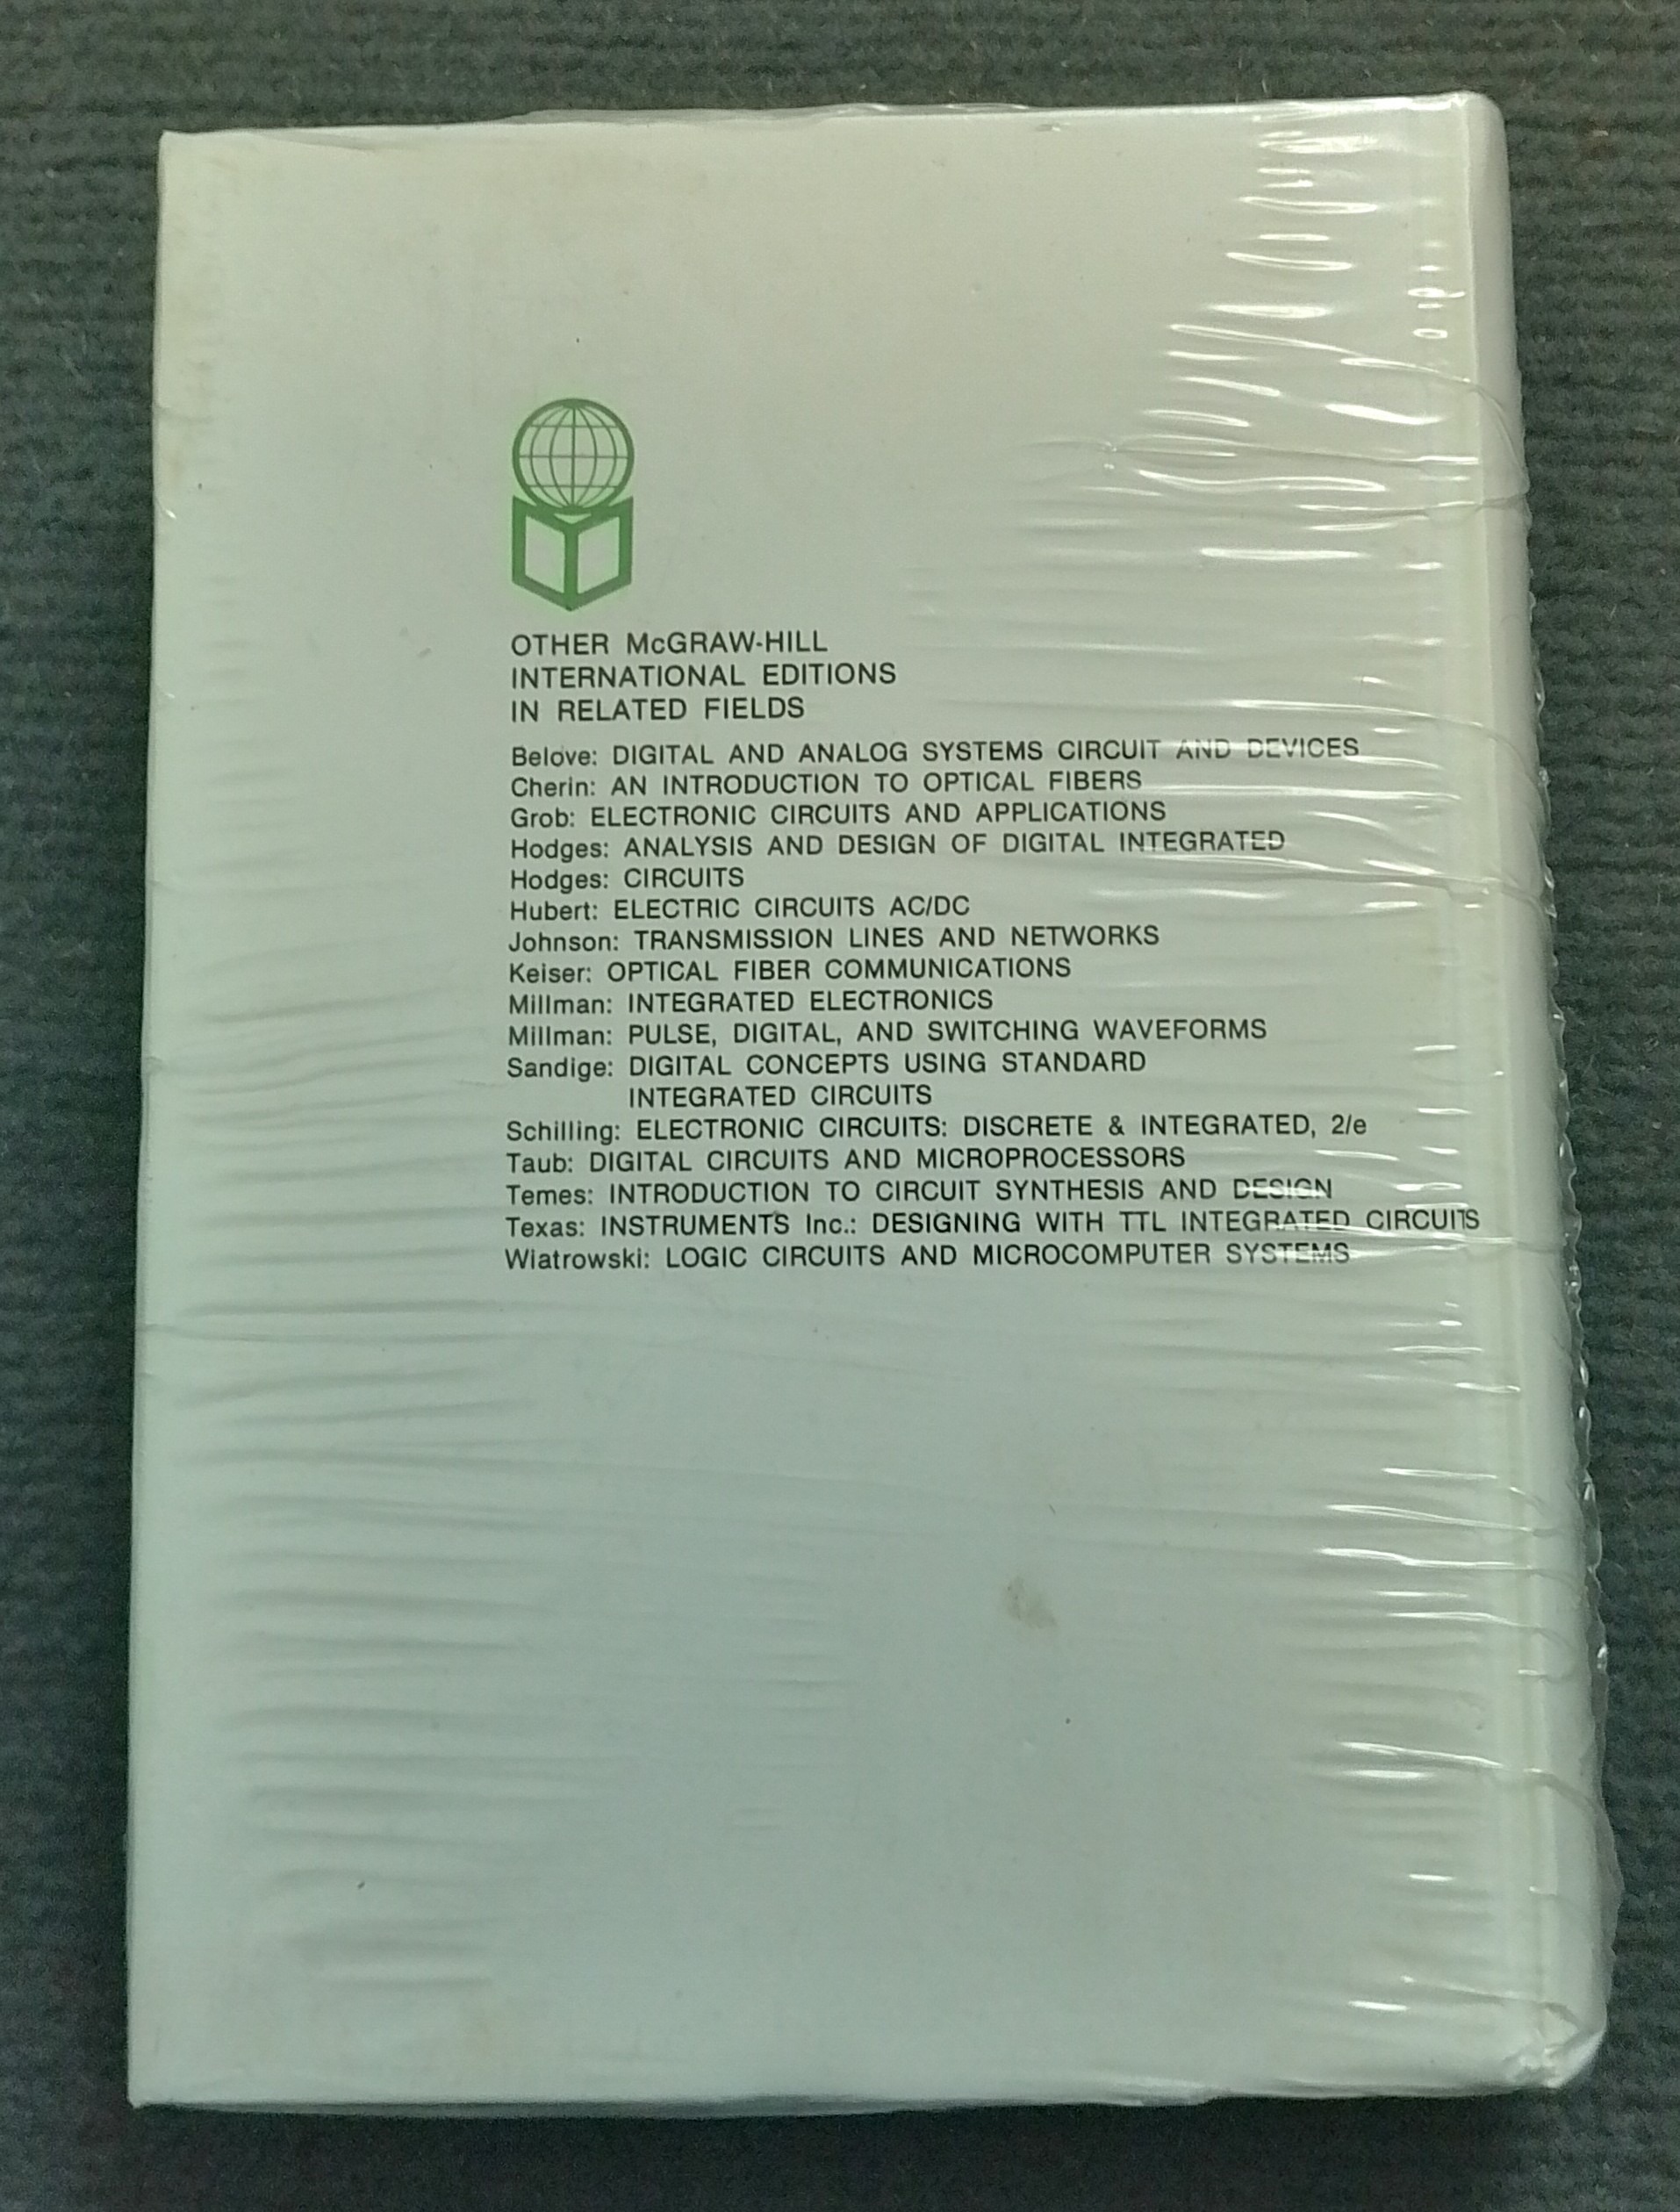 OTHER McGRAW-HILL
INTERNATIONAL EDITIONS
IN RELATED FIELDS
Belove: DIGITAL AND ANALOG SYSTEMS CIRCUIT AND DEVICES
Cherin: AN INTRODUCTION TO OPTICAL FIBERS
Grob: ELECTRONIC CIRCUITS AND APPLICATIONS
Hodges: ANALYSIS AND DESIGN OF DIGITAL INTEGRATED
Hodges: CIRCUITS
Hubert: ELECTRIC CIRCUITS AC/DC
Johnson: TRANSMISSION LINES AND NETWORKS
Keiser: OPTICAL FIBER COMMUNICATIONS
Millman: INTEGRATED ELECTRONICS
Millman: PULSE, DIGITAL, AND SWITCHING WAVEFORMS
Sandige: DIGITAL CONCEPTS USING STANDARD
INTEGRATED CIRCUITS
Schilling: ELECTRONIC CIRCUITS: DISCRETE & INTEGRATED, 2/e
Taub: DIGITAL CIRCUITS AND MICROPROCESSORS
Temes: INTRODUCTION TO CIRCUIT SYNTHESIS AND DESIGN
Texas: INSTRUMENTS Inc.: DESIGNING WITH TTL INTEGRATED CIRCUITS
Wiatrowski: LOGIC CIRCUITS AND MICROCOMPUTER SYSTEMS